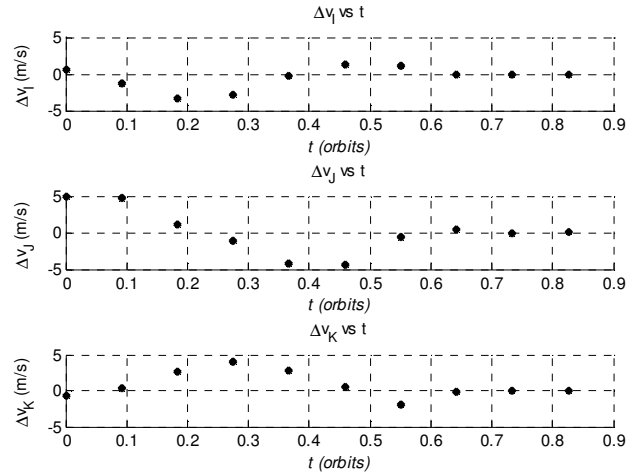 Δv_I vs t
5
0
-5
Δv_I (m/s)
0 0.1 0.2 0.3 0.4 0.5 0.6 0.7 0.8 0.9
t (orbits)
Δv_J vs t
5
0
-5
Δv_J (m/s)
0 0.1 0.2 0.3 0.4 0.5 0.6 0.7 0.8 0.9
t (orbits)
Δv_K vs t
5
0
-5
Δv_K (m/s)
0 0.1 0.2 0.3 0.4 0.5 0.6 0.7 0.8 0.9
t (orbits)